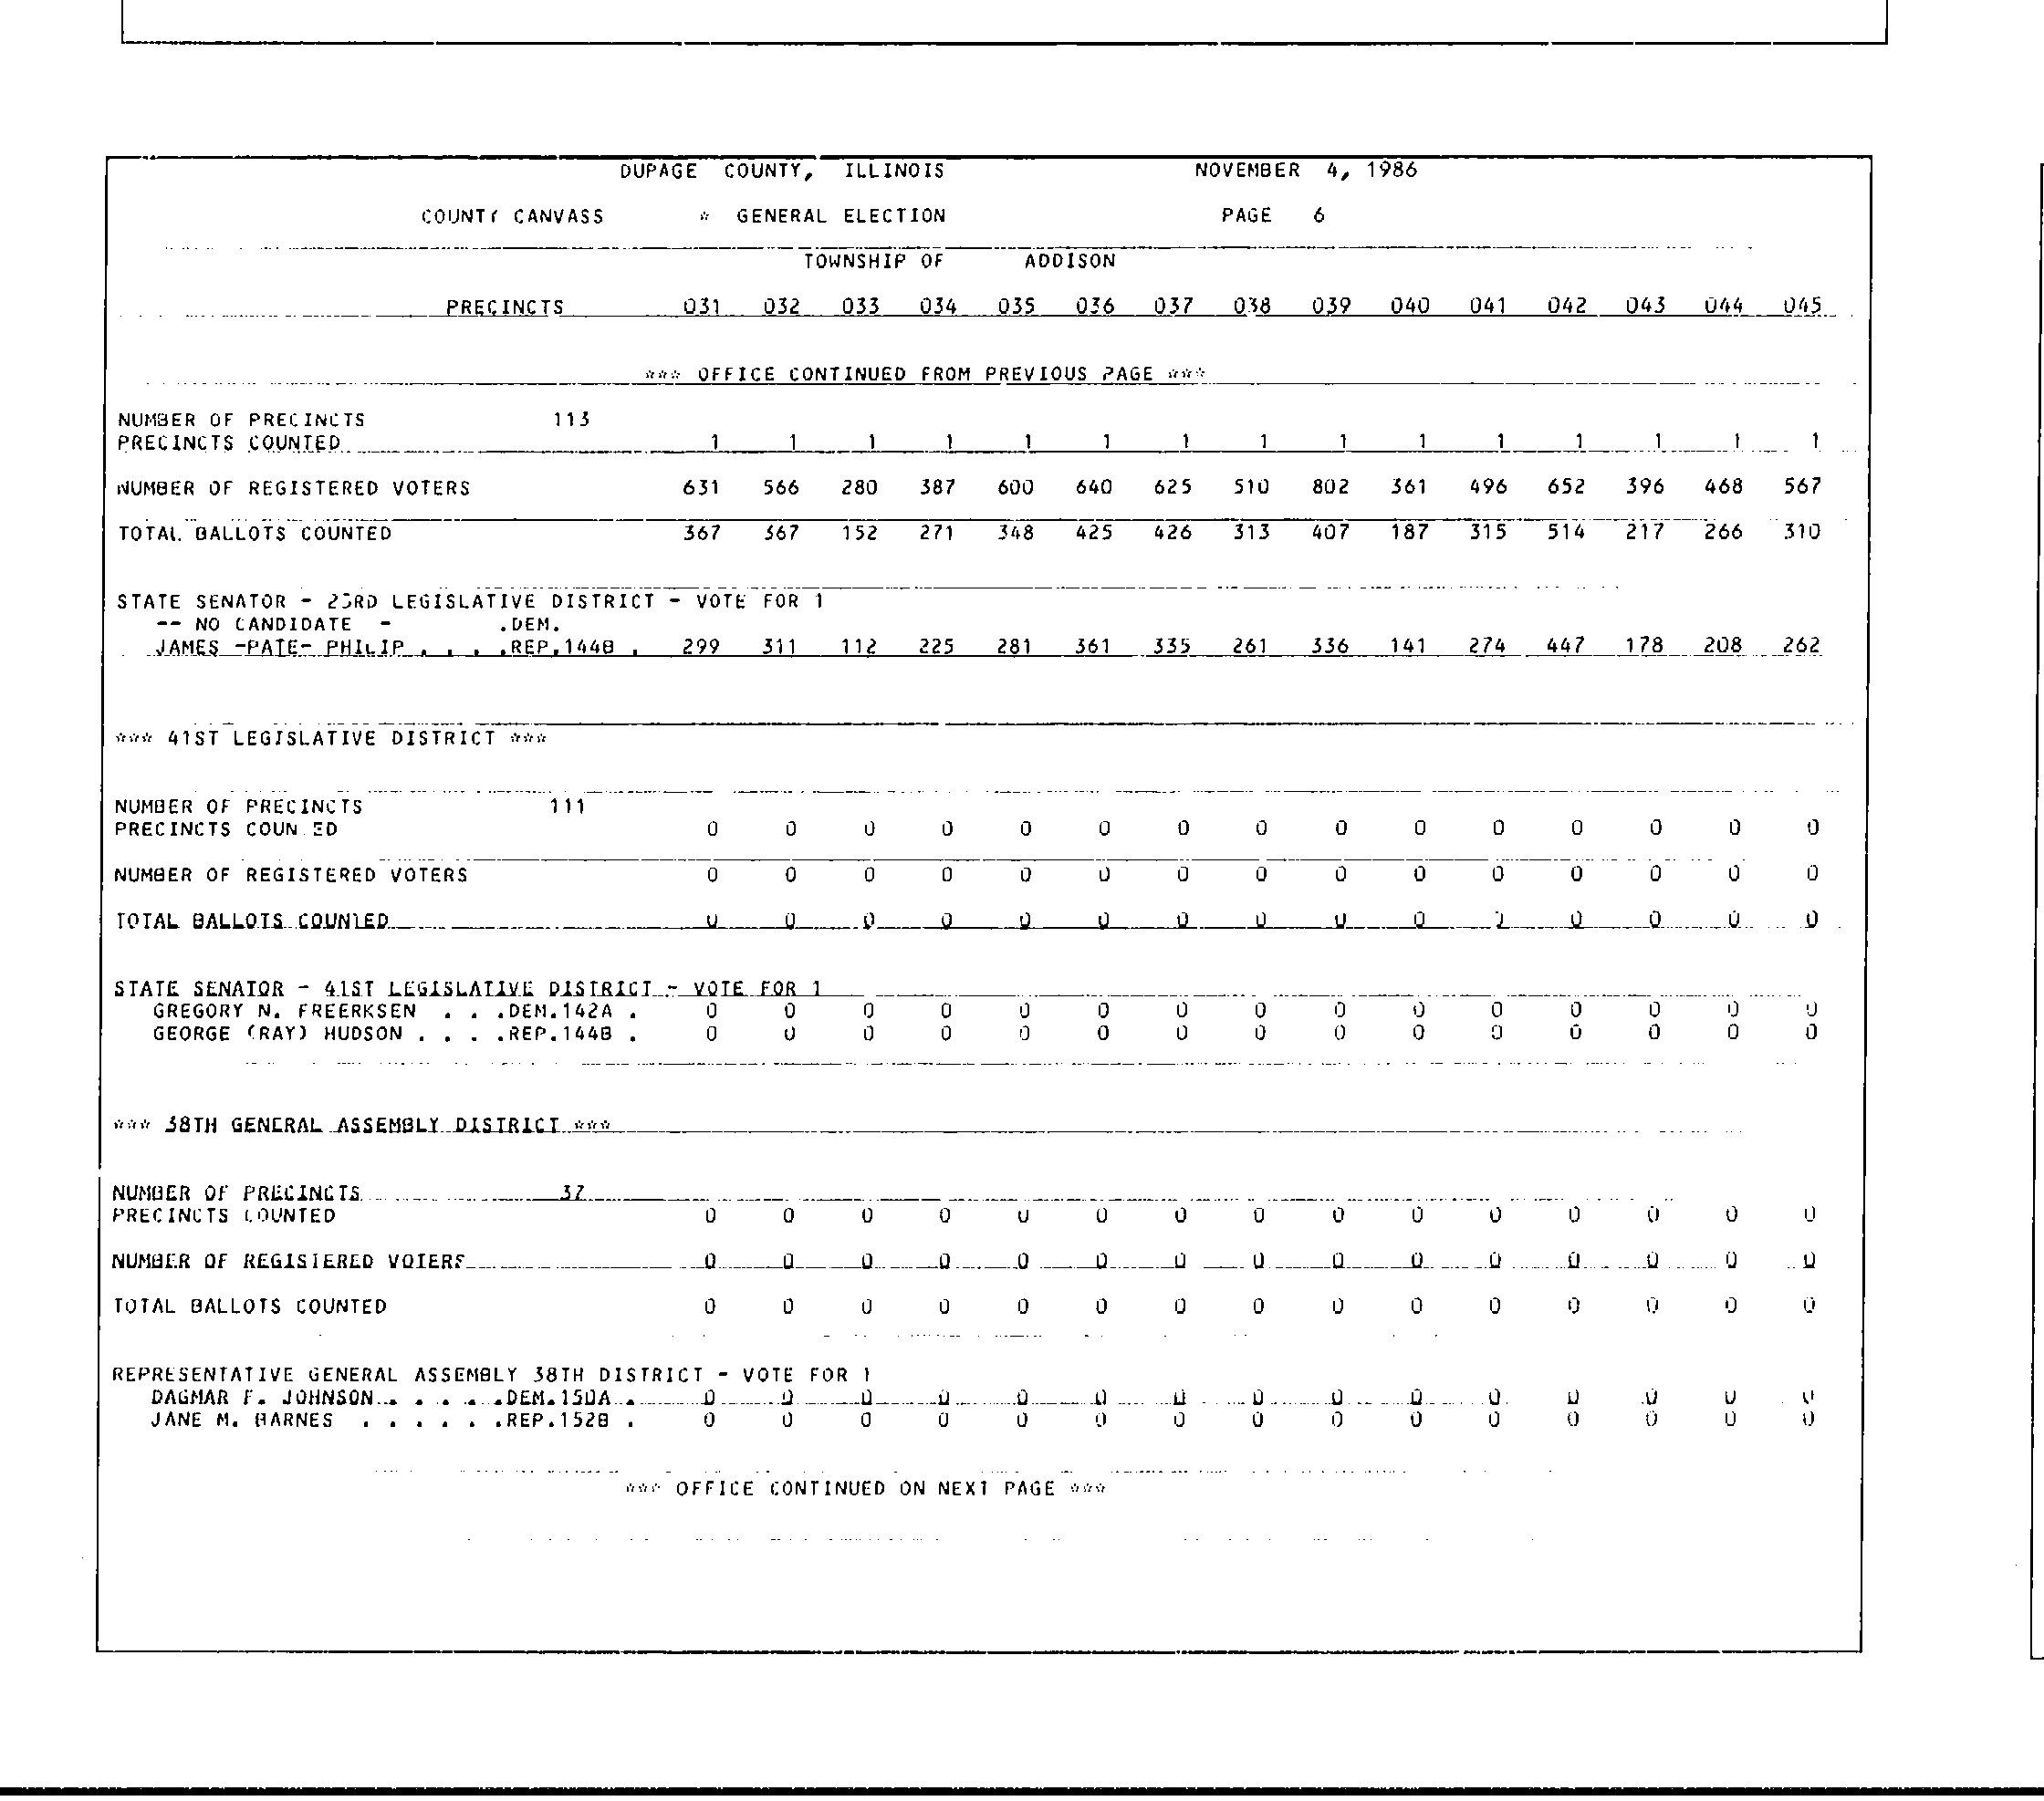 DUPAGE COUNTY, ILLINOIS NOVEMBER 4, 1986
COUNTY CANVASS * GENERAL ELECTION PAGE 6
TOWNSHIP OF ADDISON
PRECINCTS 031 032 033 034 035 036 037 038 039 040 041 042 043 044 045
*** OFFICE CONTINUED FROM PREVIOUS PAGE ***
NUMBER OF PRECINCTS 113
PRECINCTS COUNTED 1 1 1 1 1 1 1 1 1 1 1 1 1 1 1
NUMBER OF REGISTERED VOTERS 631 566 280 387 600 640 625 510 802 361 496 652 396 468 567
TOTAL BALLOTS COUNTED 367 367 152 271 348 425 426 313 407 187 315 514 217 266 310
STATE SENATOR - 23RD LEGISLATIVE DISTRICT - VOTE FOR 1
-- NO CANDIDATE - .DEM.
JAMES -PATE- PHILIP . . . .REP.144B . 299 311 112 225 281 361 335 261 336 141 274 447 178 208 262
*** 41ST LEGISLATIVE DISTRICT ***
NUMBER OF PRECINCTS 111
PRECINCTS COUNTED 0 0 0 0 0 0 0 0 0 0 0 0 0 0 0
NUMBER OF REGISTERED VOTERS 0 0 0 0 0 0 0 0 0 0 0 0 0 0 0
TOTAL BALLOTS COUNTED 0 0 0 0 0 0 0 0 0 0 0 0 0 0 0
STATE SENATOR - 41ST LEGISLATIVE DISTRICT - VOTE FOR 1
GREGORY N. FREERKSEN . . .DEM.142A . 0 0 0 0 0 0 0 0 0 0 0 0 0 0 0
GEORGE (RAY) HUDSON . . . .REP.144B . 0 0 0 0 0 0 0 0 0 0 0 0 0 0 0
*** 38TH GENERAL ASSEMBLY DISTRICT ***
NUMBER OF PRECINCTS 37
PRECINCTS COUNTED 0 0 0 0 0 0 0 0 0 0 0 0 0 0 0
NUMBER OF REGISTERED VOTERS 0 0 0 0 0 0 0 0 0 0 0 0 0 0 0
TOTAL BALLOTS COUNTED 0 0 0 0 0 0 0 0 0 0 0 0 0 0 0
REPRESENTATIVE GENERAL ASSEMBLY 38TH DISTRICT - VOTE FOR 1
DAGMAR F. JOHNSON . . . . .DEM.150A . 0 0 0 0 0 0 0 0 0 0 0 0 0 0 0
JANE M. BARNES . . . . . .REP.152B . 0 0 0 0 0 0 0 0 0 0 0 0 0 0 0
*** OFFICE CONTINUED ON NEXT PAGE ***